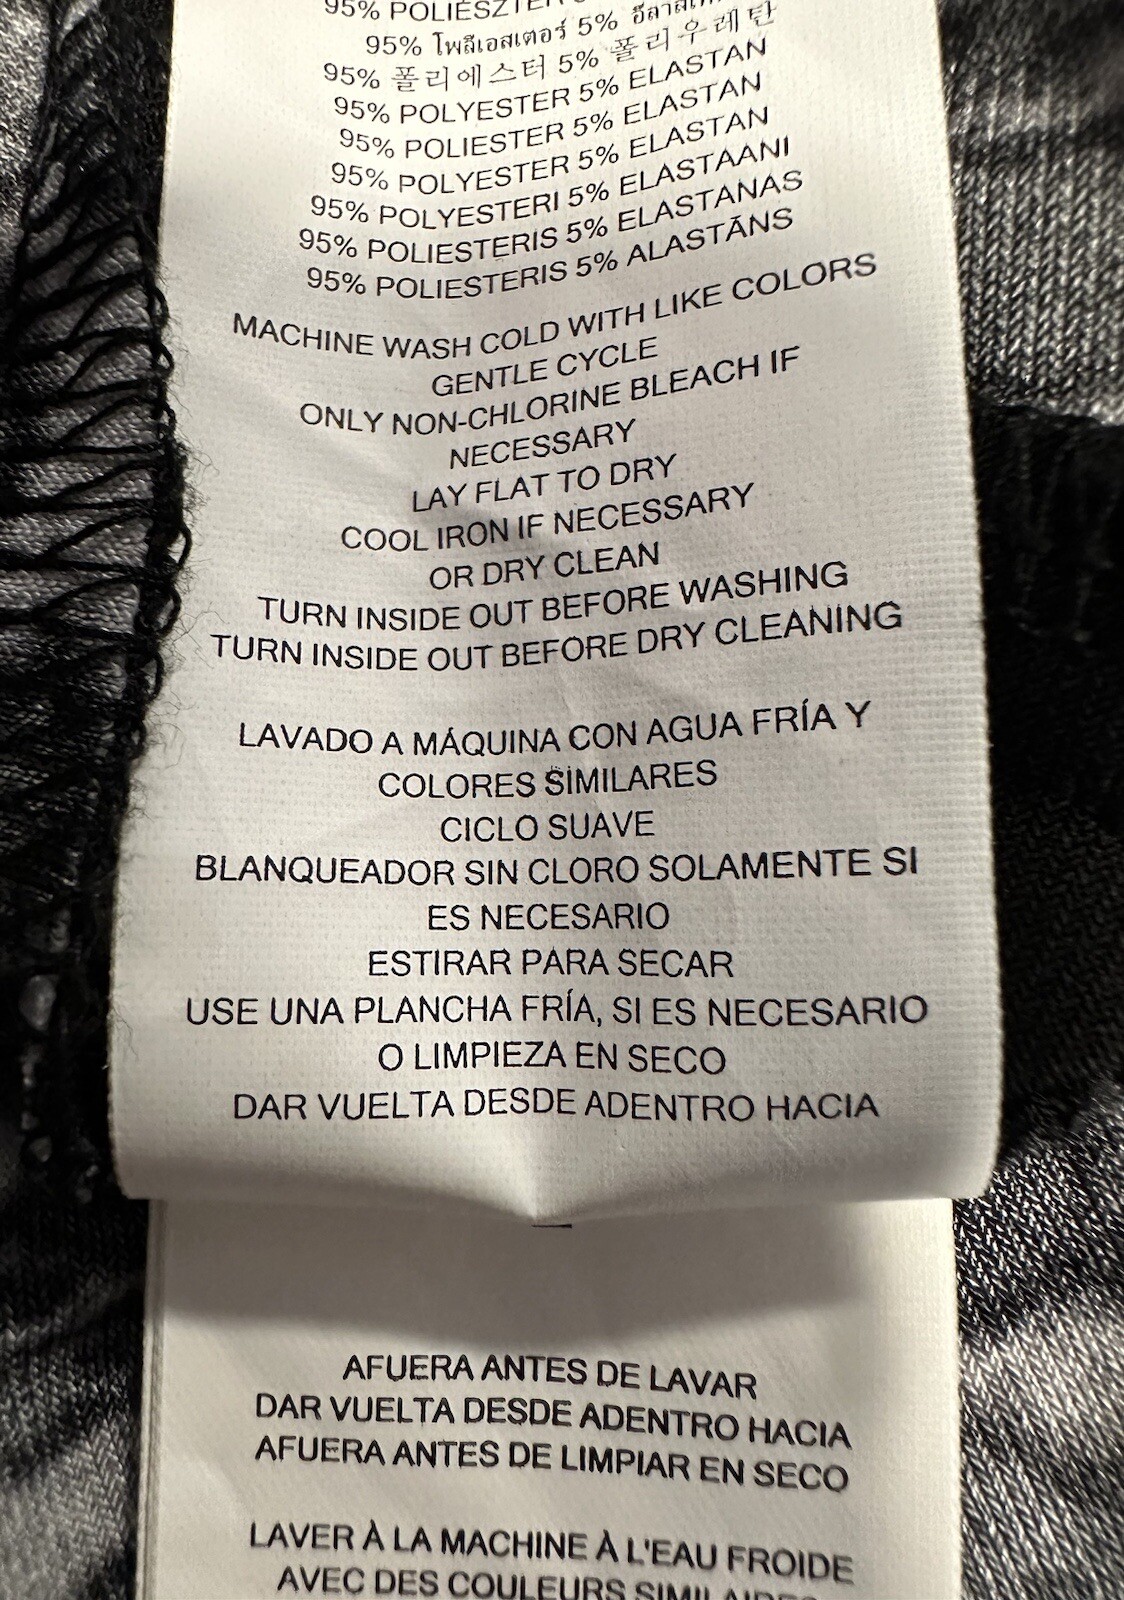 95%
95% โพลีเอสเตอร์ 5%
95% 폴리에스터 5% 폴리우레탄
95% POLYESTER 5% ELASTAN
95% POLIESTER 5% ELASTAN
95% POLYESTER 5% ELASTAN
95% POLYESTERI 5% ELASTAANI
95% POLIESTERIS 5% ELASTANAS
95% POLIESTERIS 5% ALASTĀNS
MACHINE WASH COLD WITH LIKE COLORS
GENTLE CYCLE
ONLY NON-CHLORINE BLEACH IF
NECESSARY
LAY FLAT TO DRY
COOL IRON IF NECESSARY
OR DRY CLEAN
TURN INSIDE OUT BEFORE WASHING
TURN INSIDE OUT BEFORE DRY CLEANING
LAVADO A MÁQUINA CON AGUA FRÍA Y
COLORES SIMILARES
CICLO SUAVE
BLANQUEADOR SIN CLORO SOLAMENTE SI
ES NECESARIO
ESTIRAR PARA SECAR
USE UNA PLANCHA FRÍA, SI ES NECESARIO
O LIMPIEZA EN SECO
DAR VUELTA DESDE ADENTRO HACIA
AFUERA ANTES DE LAVAR
DAR VUELTA DESDE ADENTRO HACIA
AFUERA ANTES DE LIMPIAR EN SECO
LAVER À LA MACHINE À L'EAU FROIDE
AVEC DES COULEURS SIMILAIRES